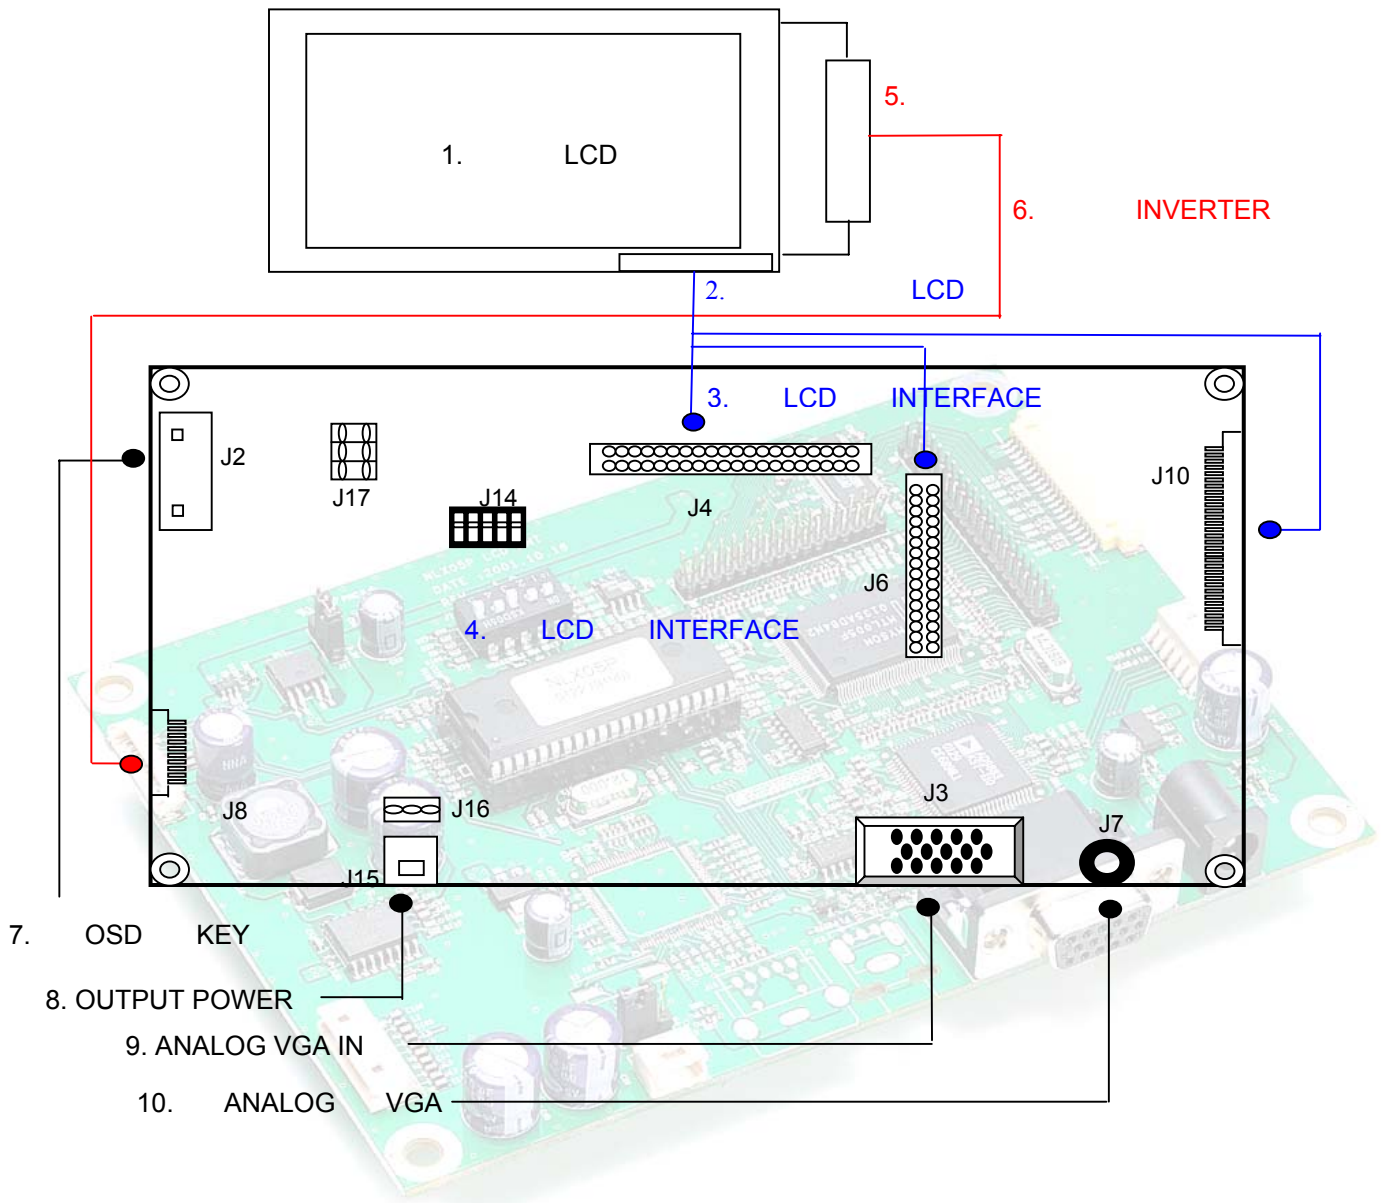 5.
1. LCD
6. INVERTER
2. LCD
3. LCD INTERFACE
J2
J17
J14
J4
J10
J6
4. LCD INTERFACE
J8
J16
J3
J7
J15
7. OSD KEY
8. OUTPUT POWER
9. ANALOG VGA IN
10. ANALOG VGA